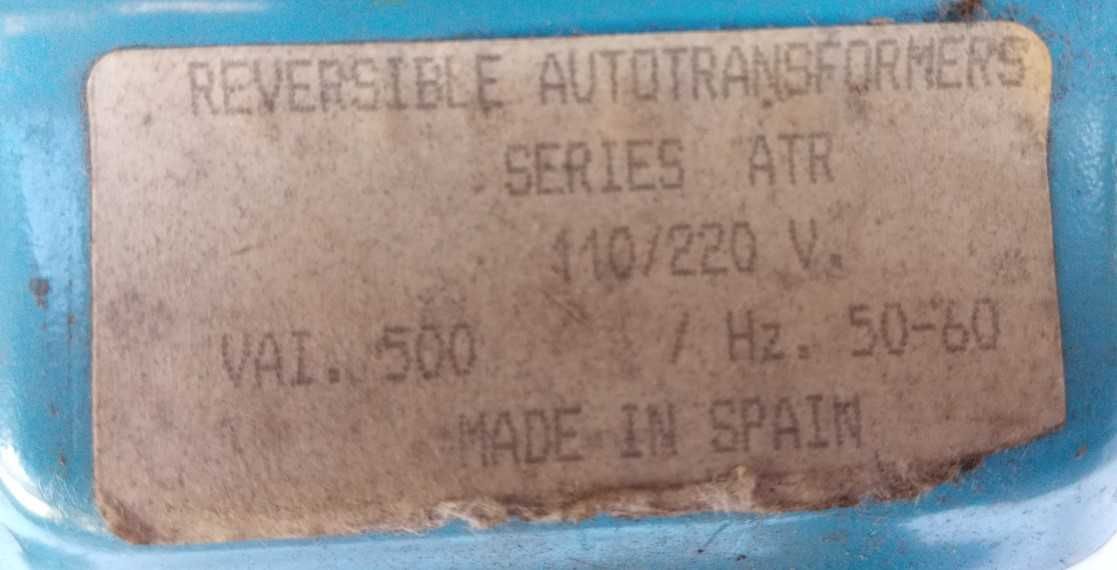 REVERSIBLE AUTOTRANSFORMERS
SERIES ATR
110/220 V.
VAI. 500 / Hz. 50-60
MADE IN SPAIN